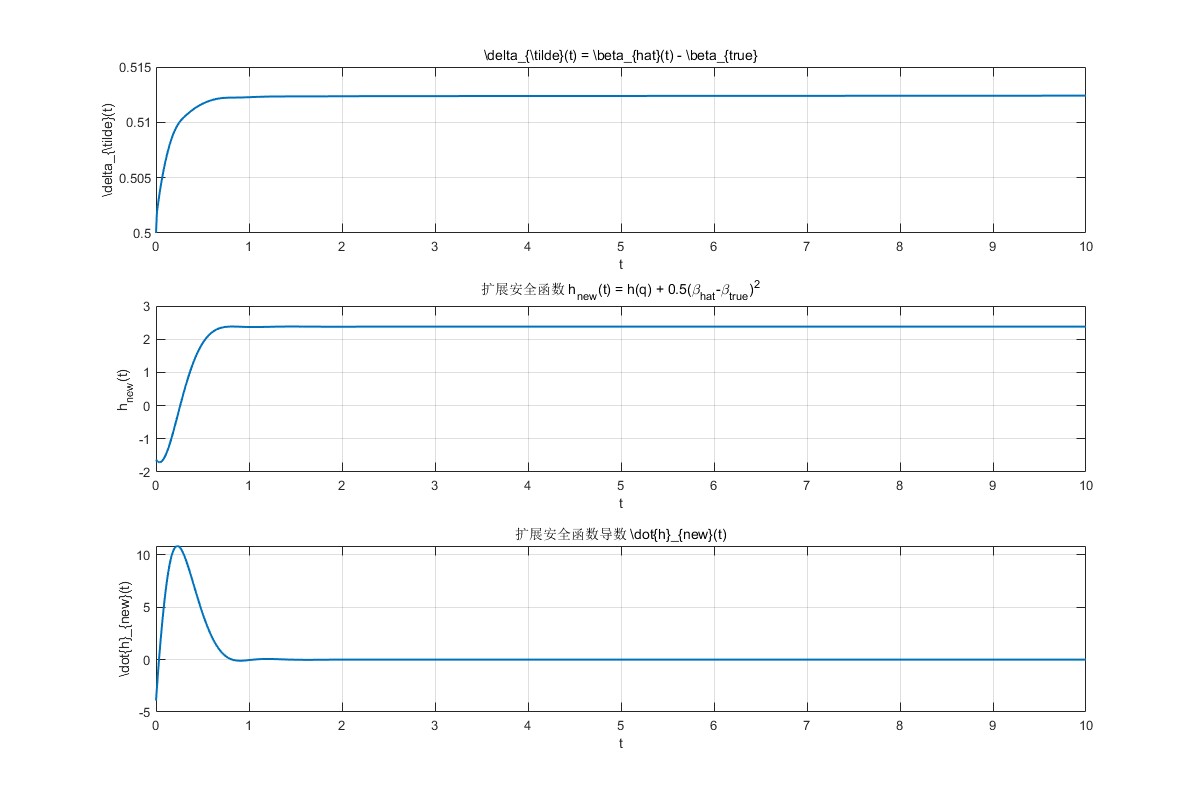 \delta_{\tilde}(t) = \beta_{hat}(t) - \beta_{true}
0.515
0.51
0.505
0.5
\delta_{\tilde}(t)
0 1 2 3 4 5 6 7 8 9 10
t
扩展安全函数 h_new(t) = h(q) + 0.5(β_hat-β_true)^2
3
2
1
0
-1
-2
h_new(t)
0 1 2 3 4 5 6 7 8 9 10
t
扩展安全函数导数 \dot{h}_{new}(t)
10
5
0
-5
\dot{h}_{new}(t)
0 1 2 3 4 5 6 7 8 9 10
t